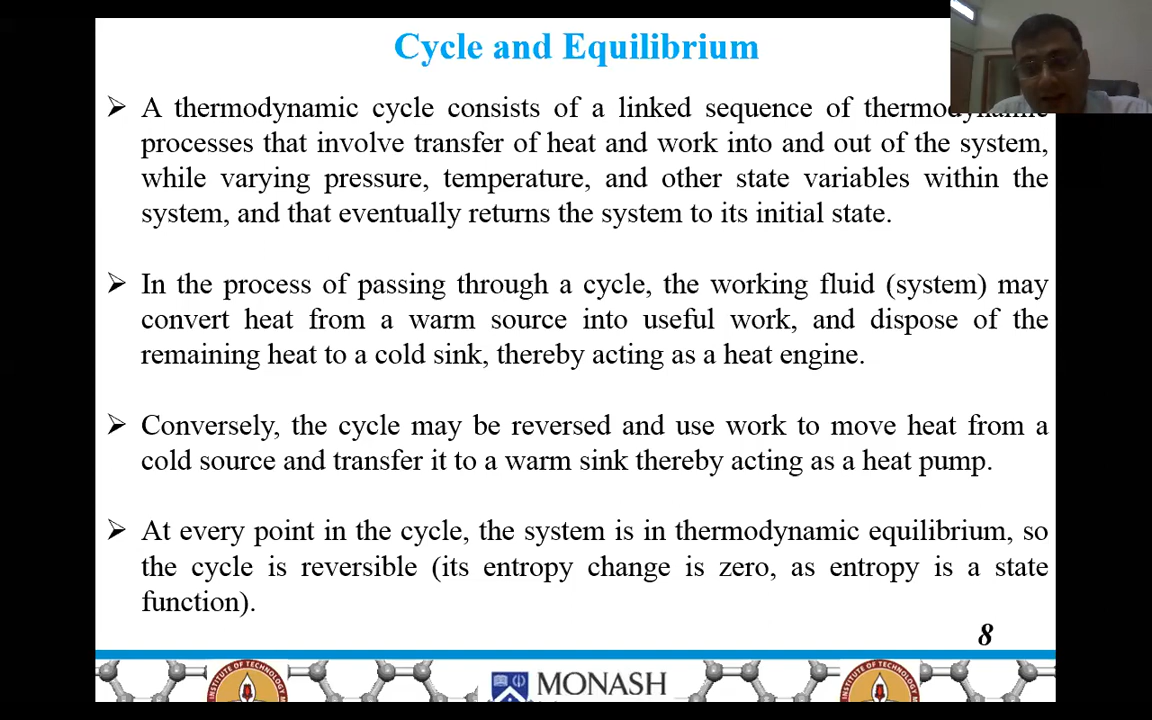 Cycle and Equilibrium
➢ A thermodynamic cycle consists of a linked sequence of thermodynamic
processes that involve transfer of heat and work into and out of the system,
while varying pressure, temperature, and other state variables within the
system, and that eventually returns the system to its initial state.
➢ In the process of passing through a cycle, the working fluid (system) may
convert heat from a warm source into useful work, and dispose of the
remaining heat to a cold sink, thereby acting as a heat engine.
➢ Conversely, the cycle may be reversed and use work to move heat from a
cold source and transfer it to a warm sink thereby acting as a heat pump.
➢ At every point in the cycle, the system is in thermodynamic equilibrium, so
the cycle is reversible (its entropy change is zero, as entropy is a state
function).
8
INSTITUTE OF TECHNOLOGY
MONASH
INSTITUTE OF TECHNOLOGY